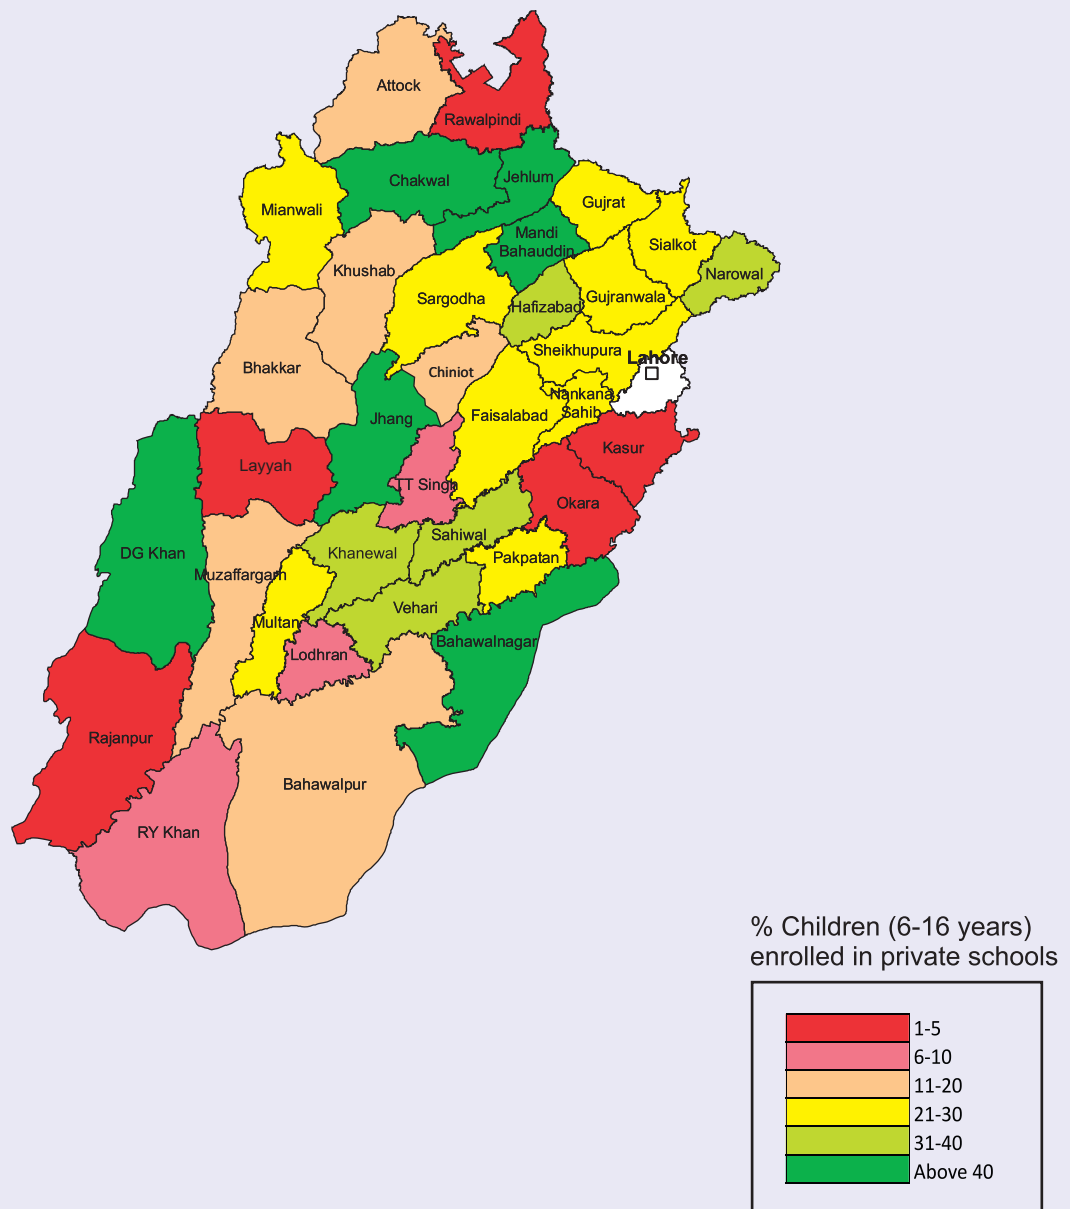 Attock
Rawalpindi
Chakwal
Jehlum
Mianwali
Gujrat
Mandi
Bahauddin
Sialkot
Khushab
Narowal
Sargodha
Hafizabad
Gujranwala
Sheikhupura
Lahore
Bhakkar
Chiniot
Nankana
Sahib
Jhang
Faisalabad
Kasur
Layyah
TT Singh
Okara
Sahiwal
DG Khan
Khanewal
Pakpatan
Muzaffargarh
Vehari
Multan
Bahawalnagar
Lodhran
Rajanpur
Bahawalpur
RY Khan
% Children (6-16 years)
enrolled in private schools
1-5
6-10
11-20
21-30
31-40
Above 40